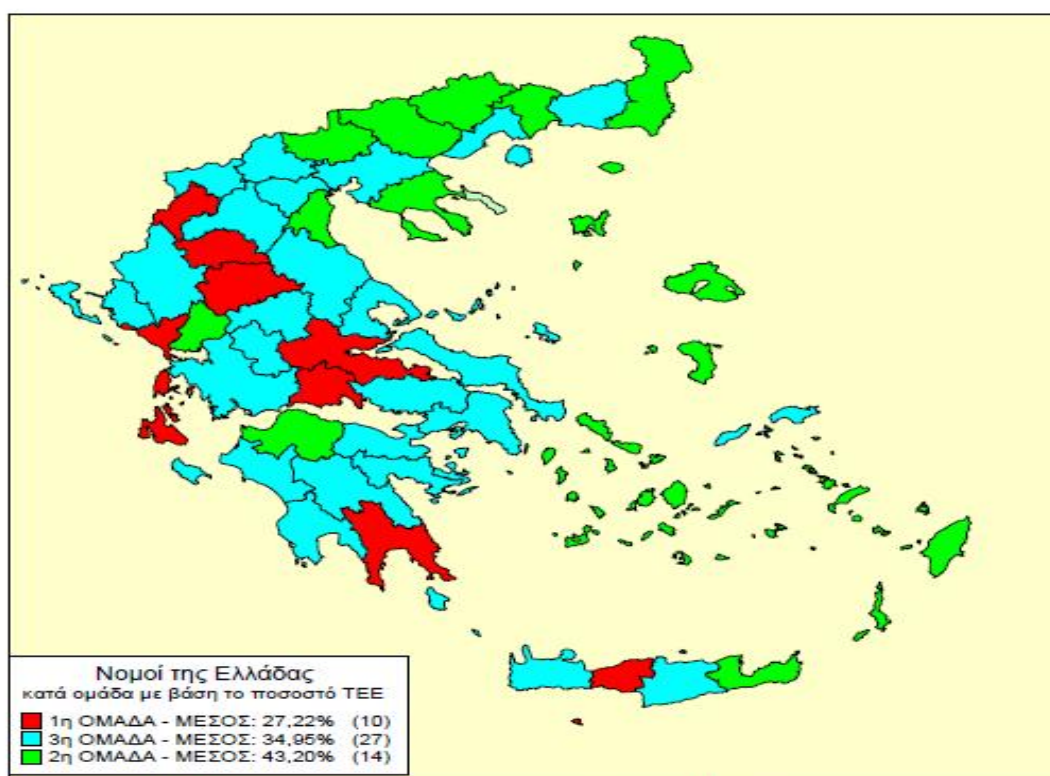 Νομοί της Ελλάδας
κατά ομάδα με βάση το ποσοστό ΤΕΕ
1η ΟΜΑΔΑ - ΜΕΣΟΣ: 27,22% (10)
3η ΟΜΑΔΑ - ΜΕΣΟΣ: 34,95% (27)
2η ΟΜΑΔΑ - ΜΕΣΟΣ: 43,20% (14)